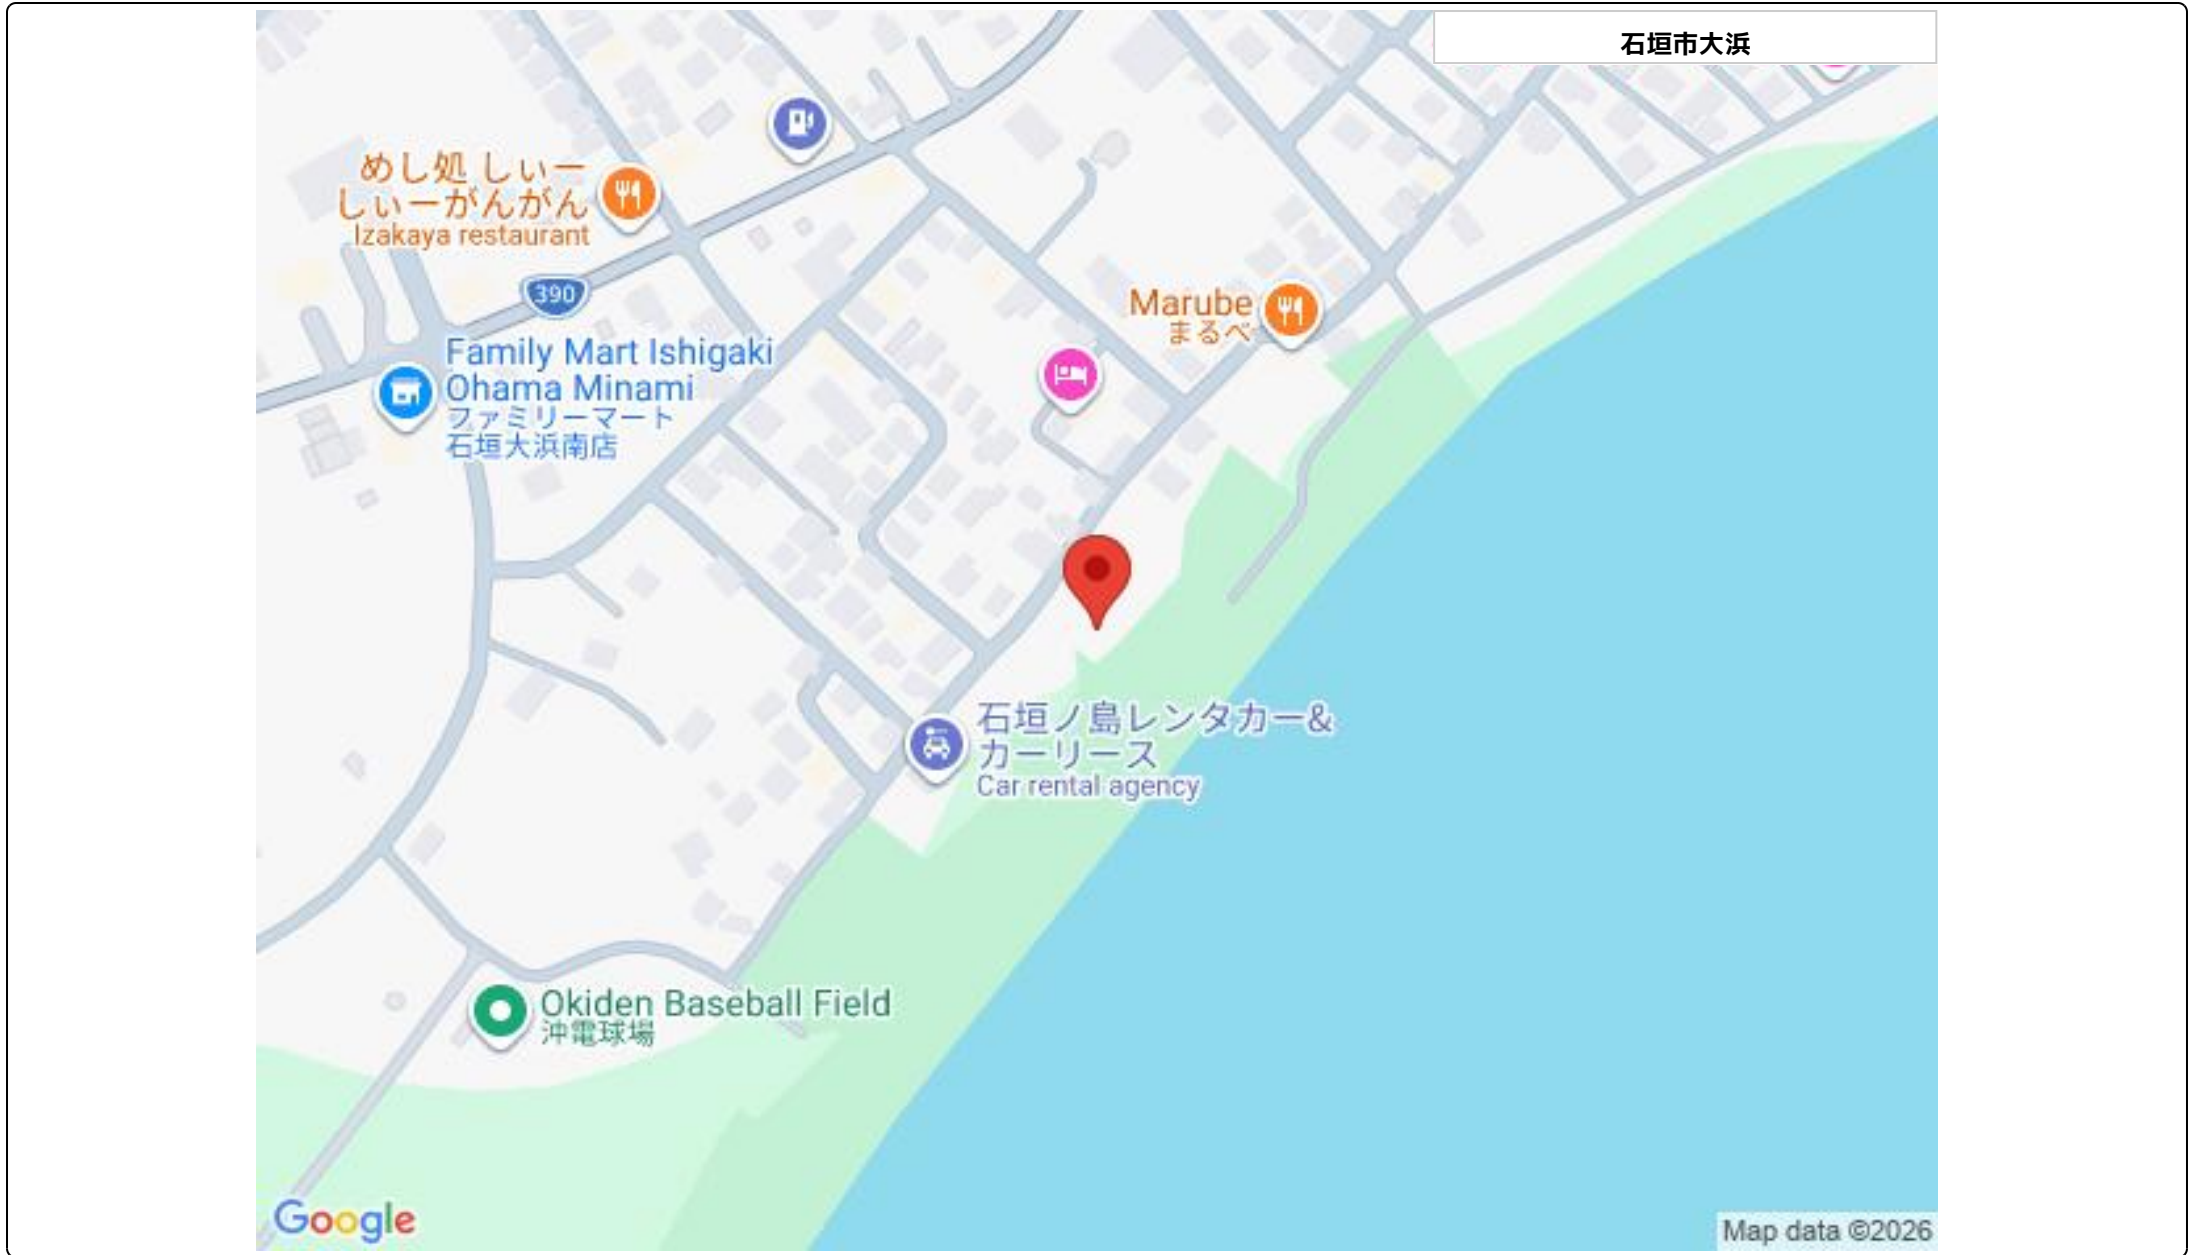 石垣市大浜
めし処 しぃー
しぃーがんがん
Izakaya restaurant
390
Marube
まるべ
Family Mart Ishigaki
Ohama Minami
ファミリーマート
石垣大浜南店
石垣ノ島レンタカー&
カーリース
Car rental agency
Okiden Baseball Field
沖電球場
Google
Map data ©2026